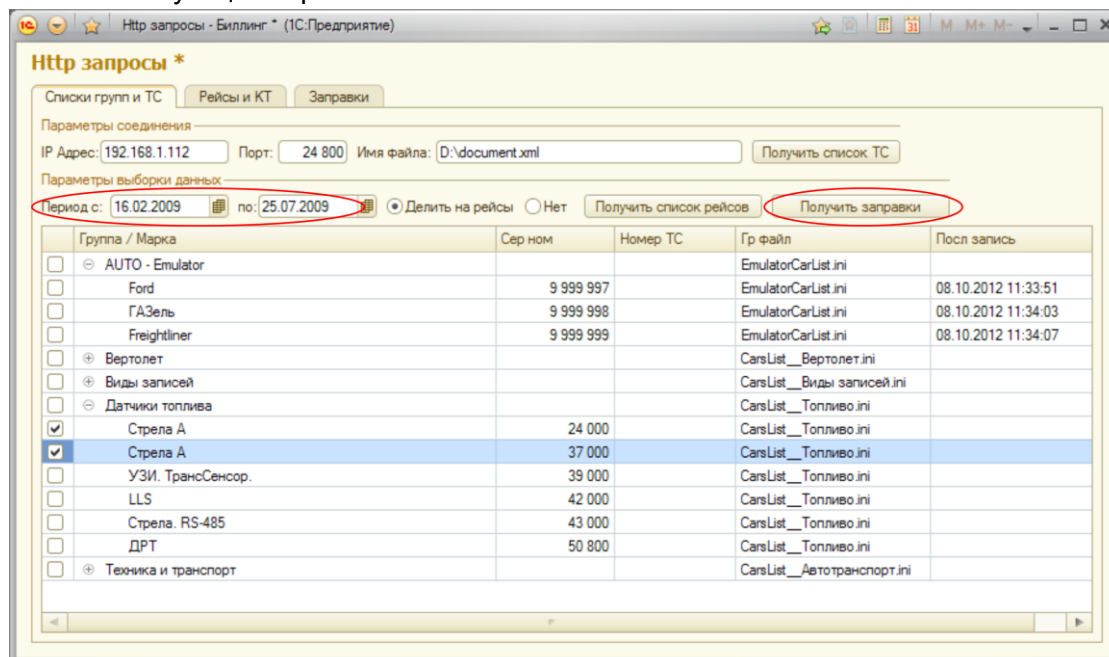 Http запросы - Биллинг * (1С:Предприятие) 31 M M+ M-
Http запросы *
Списки групп и ТС Рейсы и КТ Заправки
Параметры соединения
IP Адрес: 192.168.1.112 Порт: 24 800 Имя файла: D:\document.xml Получить список ТС
Параметры выборки данных
Период с: 16.02.2009 по: 25.07.2009 Делить на рейсы Нет Получить список рейсов Получить заправки
Группа / Марка Сер ном Номер ТС Гр файл Посл запись
AUTO - Emulator EmulatorCarList.ini
Ford 9 999 997 EmulatorCarList.ini 08.10.2012 11:33:51
ГАЗель 9 999 998 EmulatorCarList.ini 08.10.2012 11:34:03
Freightliner 9 999 999 EmulatorCarList.ini 08.10.2012 11:34:07
Вертолет CarsList__Вертолет.ini
Виды записей CarsList__Виды записей.ini
Датчики топлива CarsList__Топливо.ini
Стрела А 24 000 CarsList__Топливо.ini
Стрела А 37 000 CarsList__Топливо.ini
УЗИ. ТрансСенсор. 39 000 CarsList__Топливо.ini
LLS 42 000 CarsList__Топливо.ini
Стрела. RS-485 43 000 CarsList__Топливо.ini
ДРТ 50 800 CarsList__Топливо.ini
Техника и транспорт CarsList__Автотранспорт.ini